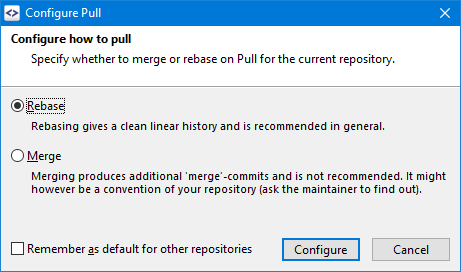 Configure Pull
Configure how to pull
Specify whether to merge or rebase on Pull for the current repository.
Rebase
Rebasing gives a clean linear history and is recommended in general.
Merge
Merging produces additional 'merge'-commits and is not recommended. It might
however be a convention of your repository (ask the maintainer to find out).
Remember as default for other repositories
Configure
Cancel